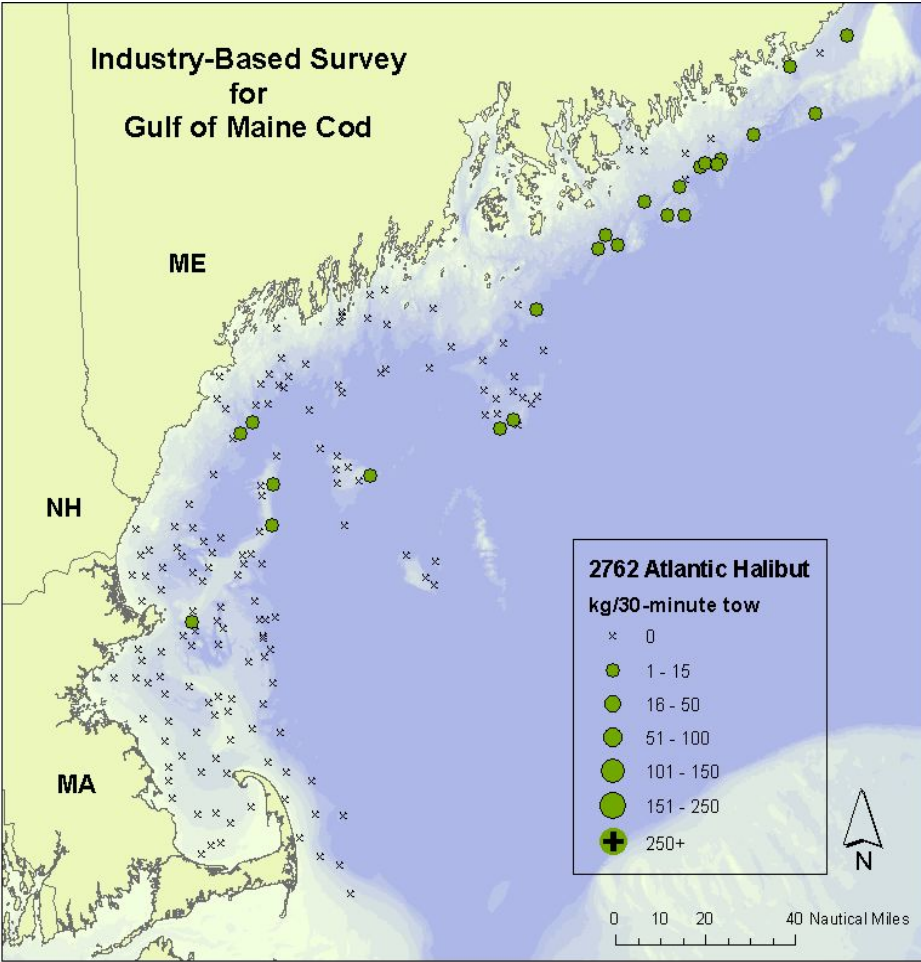 Industry-Based Survey
for
Gulf of Maine Cod
ME
NH
MA
2762 Atlantic Halibut
kg/30-minute tow
0
1 - 15
16 - 50
51 - 100
101 - 150
151 - 250
250+
N
0 10 20 40 Nautical Miles